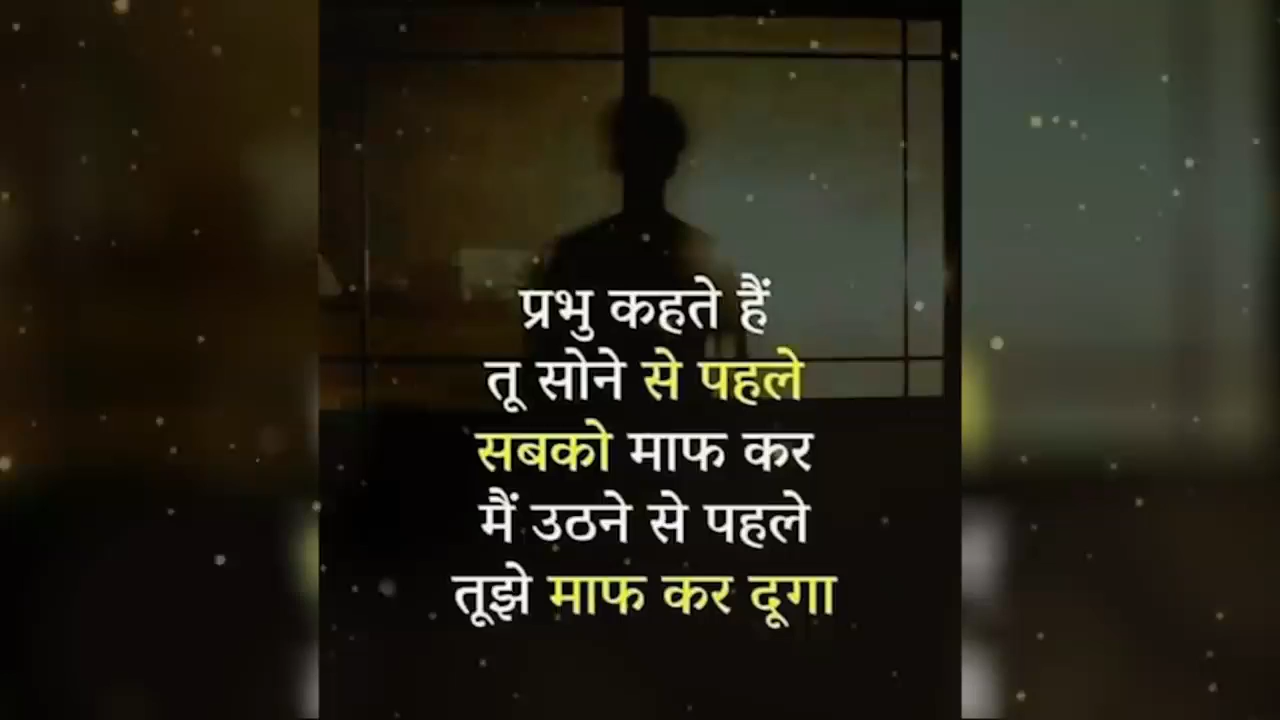 प्रभु कहते हैं
तू सोने से पहले
सबको माफ कर
मैं उठने से पहले
तूझे माफ कर दूगा